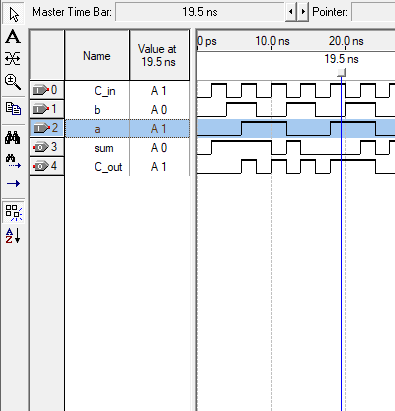 Master Time Bar: 19.5 ns Pointer:
Name Value at 19.5 ns
0 ps 10.0 ns 20.0 ns
19.5 ns
0 C_in A 1
1 b A 0
2 a A 1
3 sum A 0
4 C_out A 1